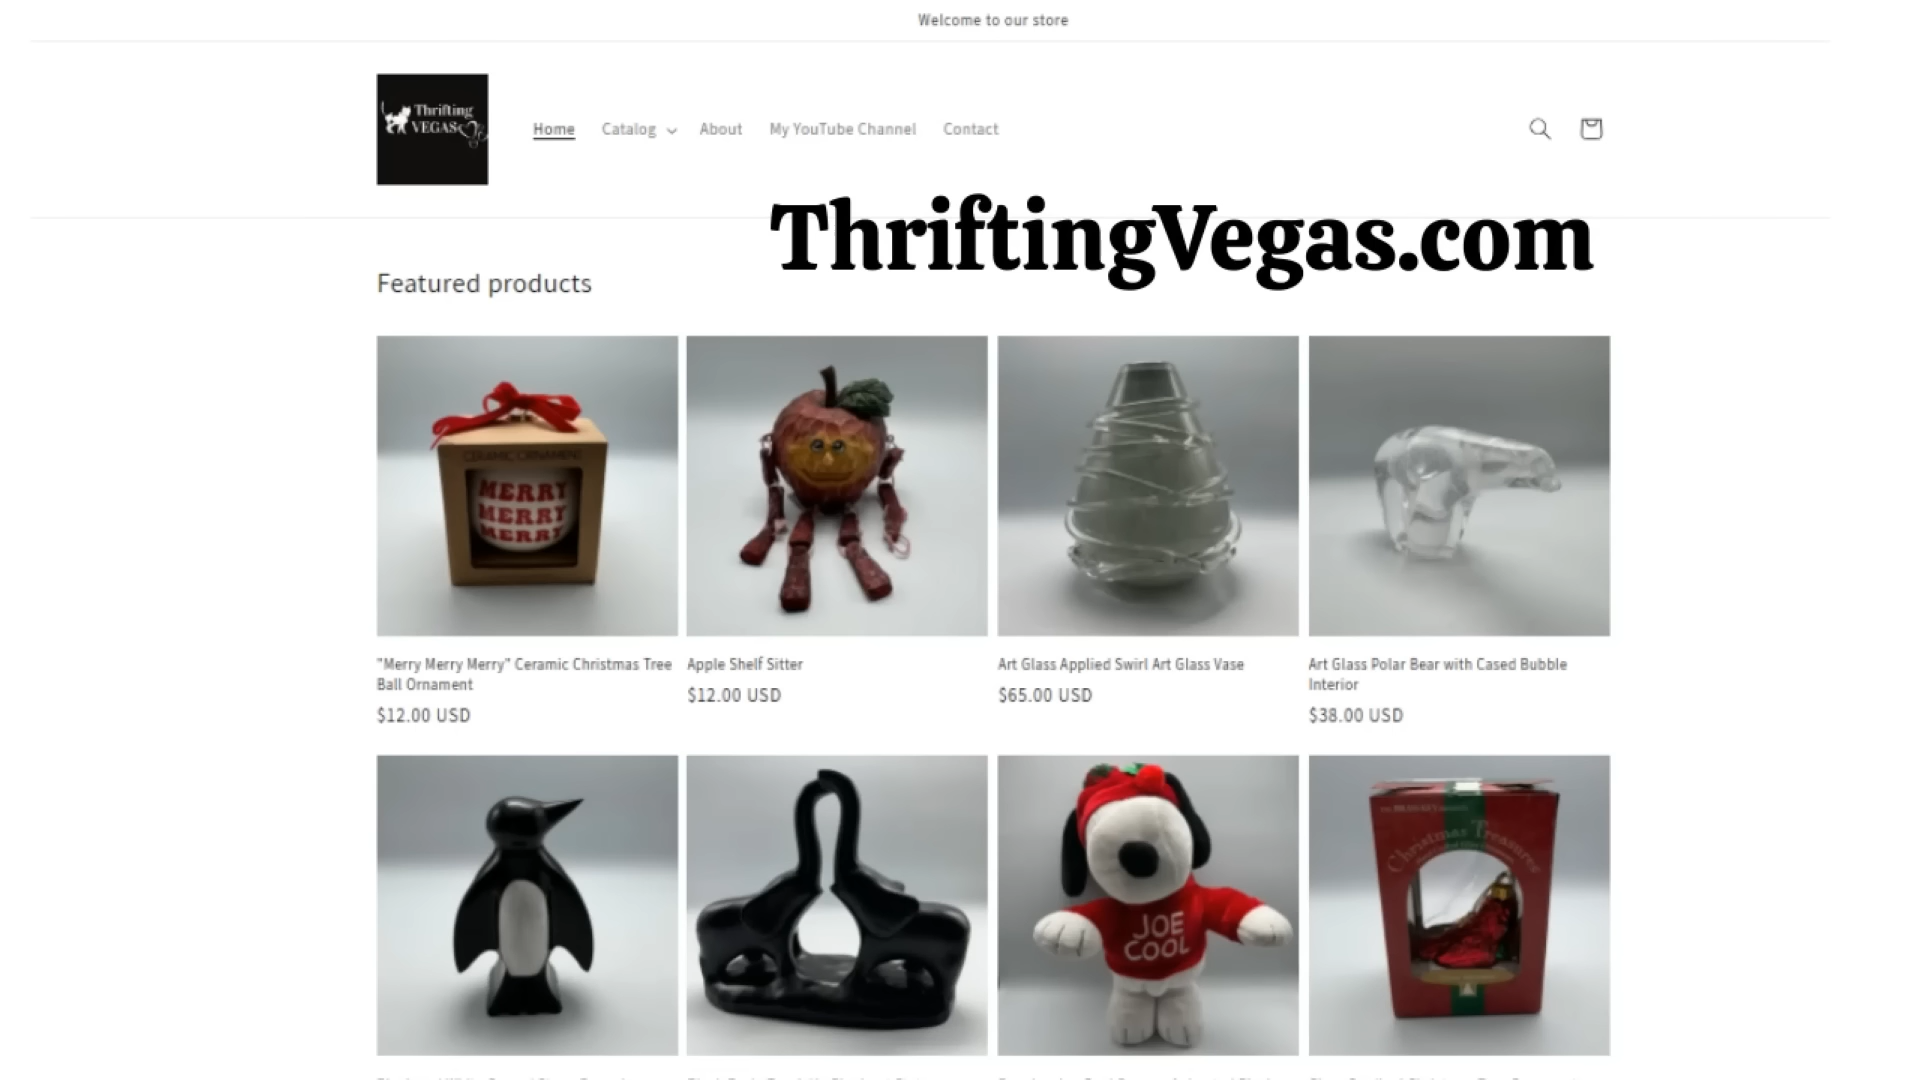 Welcome to our store
Thrifting
VEGAS
Home
Catalog
About
My YouTube Channel
Contact
ThriftingVegas.com
Featured products
CERAMIC ORNAMENT
MERRY
MERRY
MERRY
"Merry Merry Merry" Ceramic Christmas Tree
Ball Ornament
$12.00 USD
Apple Shelf Sitter
$12.00 USD
Art Glass Applied Swirl Art Glass Vase
$65.00 USD
Art Glass Polar Bear with Cased Bubble
Interior
$38.00 USD
JOE
COOL
Christmas Treasures